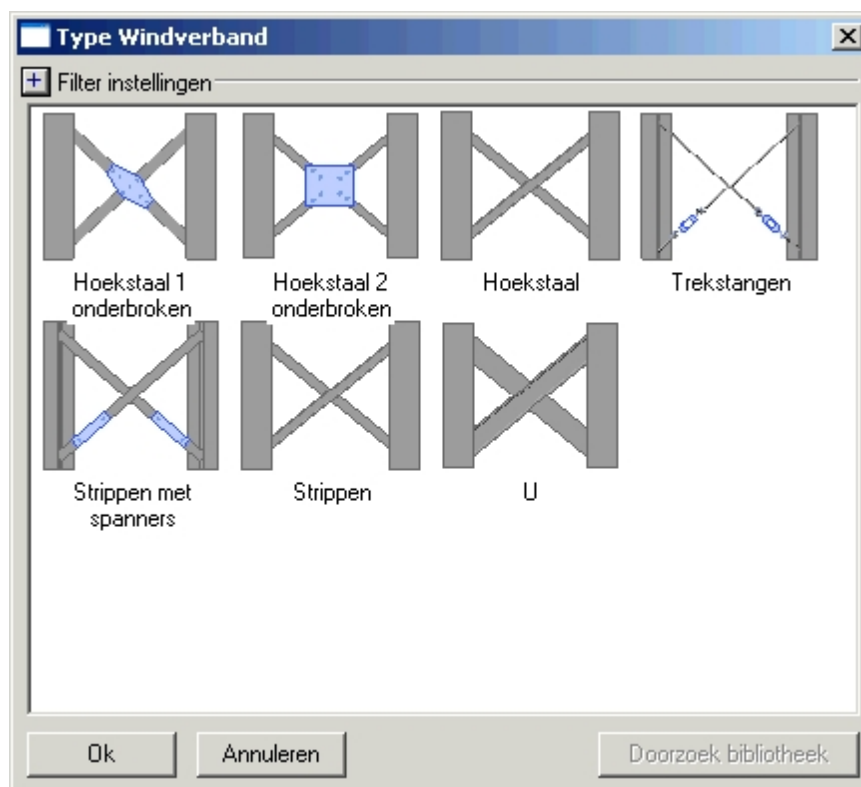 Type Windverband
Filter instellingen
Hoekstaal 1
onderbroken
Hoekstaal 2
onderbroken
Hoekstaal
Trekstangen
Strippen met
spanners
Strippen
U
Ok
Annuleren
Doorzoek bibliotheek